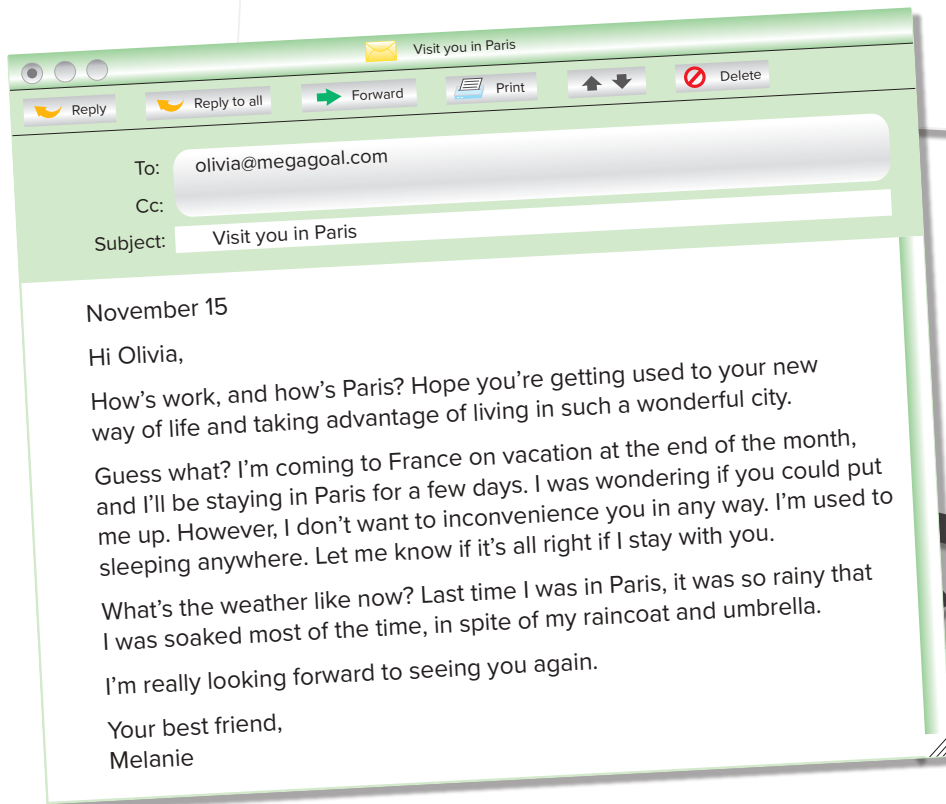 Visit you in Paris
Reply
Reply to all
Forward
Print
Delete
To: olivia@megagoal.com
Cc:
Subject: Visit you in Paris
November 15
Hi Olivia,
How’s work, and how’s Paris? Hope you’re getting used to your new
way of life and taking advantage of living in such a wonderful city.
Guess what? I’m coming to France on vacation at the end of the month,
and I’ll be staying in Paris for a few days. I was wondering if you could put
me up. However, I don’t want to inconvenience you in any way. I’m used to
sleeping anywhere. Let me know if it’s all right if I stay with you.
What’s the weather like now? Last time I was in Paris, it was so rainy that
I was soaked most of the time, in spite of my raincoat and umbrella.
I’m really looking forward to seeing you again.
Your best friend,
Melanie